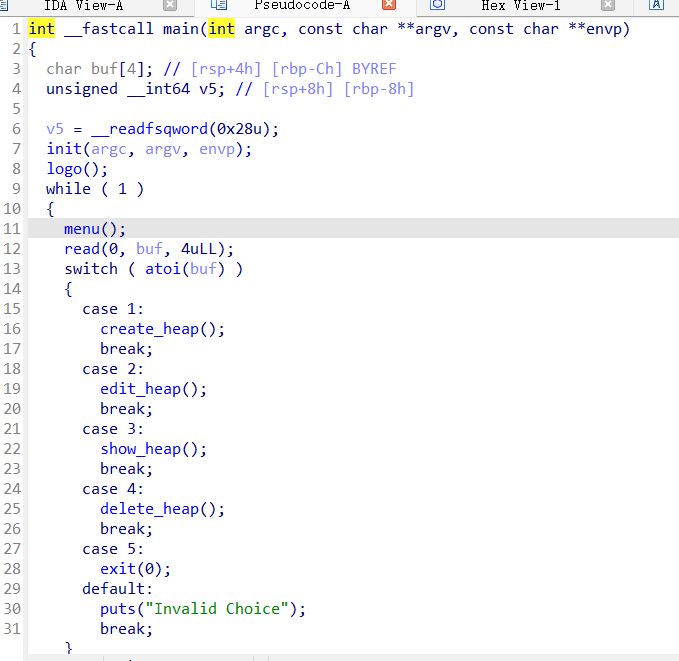 IDA View-A Pseudocode-A Hex View-1 A
1 int __fastcall main(int argc, const char **argv, const char **envp)
2 {
3 char buf[4]; // [rsp+4h] [rbp-Ch] BYREF
4 unsigned __int64 v5; // [rsp+8h] [rbp-8h]
5
6 v5 = __readfsqword(0x28u);
7 init(argc, argv, envp);
8 logo();
9 while ( 1 )
10 {
11 menu();
12 read(0, buf, 4uLL);
13 switch ( atoi(buf) )
14 {
15 case 1:
16 create_heap();
17 break;
18 case 2:
19 edit_heap();
20 break;
21 case 3:
22 show_heap();
23 break;
24 case 4:
25 delete_heap();
26 break;
27 case 5:
28 exit(0);
29 default:
30 puts("Invalid Choice");
31 break;
}